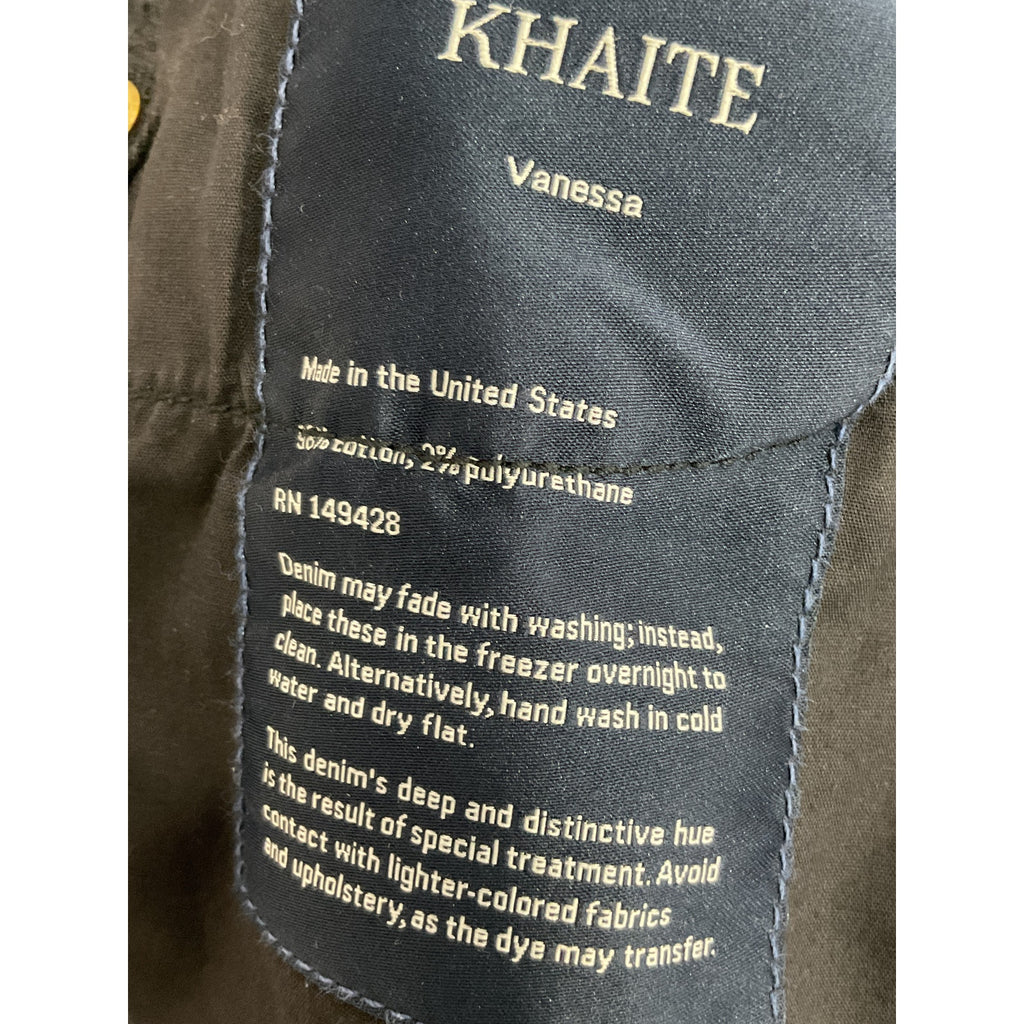 KHAITE
Vanessa
Made in the United States
98% cotton, 2% polyurethane
RN 149428
Denim may fade with washing; instead,
place these in the freezer overnight to
clean. Alternatively, hand wash in cold
water and dry flat.
This denim's deep and distinctive hue
is the result of special treatment. Avoid
contact with lighter-colored fabrics
and upholstery, as the dye may transfer.